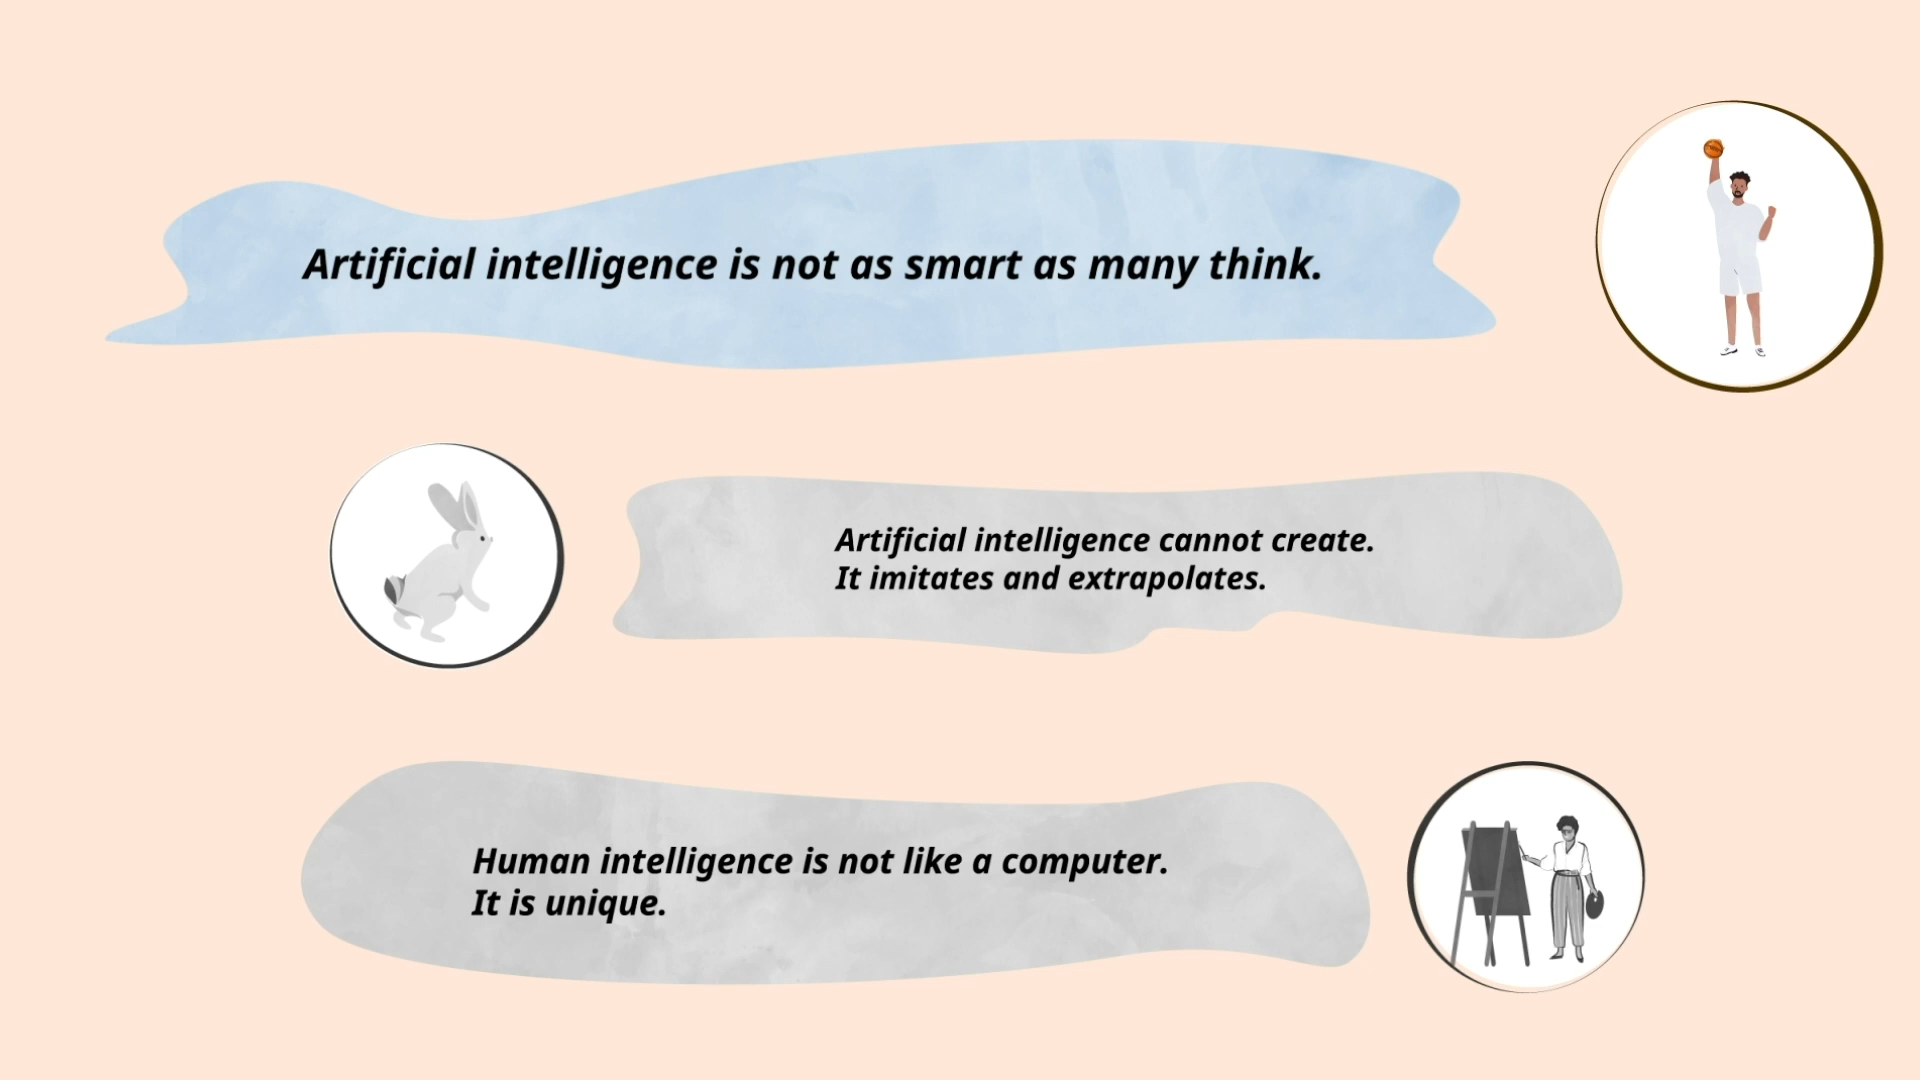 Artificial intelligence is not as smart as many think.
Artificial intelligence cannot create.
It imitates and extrapolates.
Human intelligence is not like a computer.
It is unique.